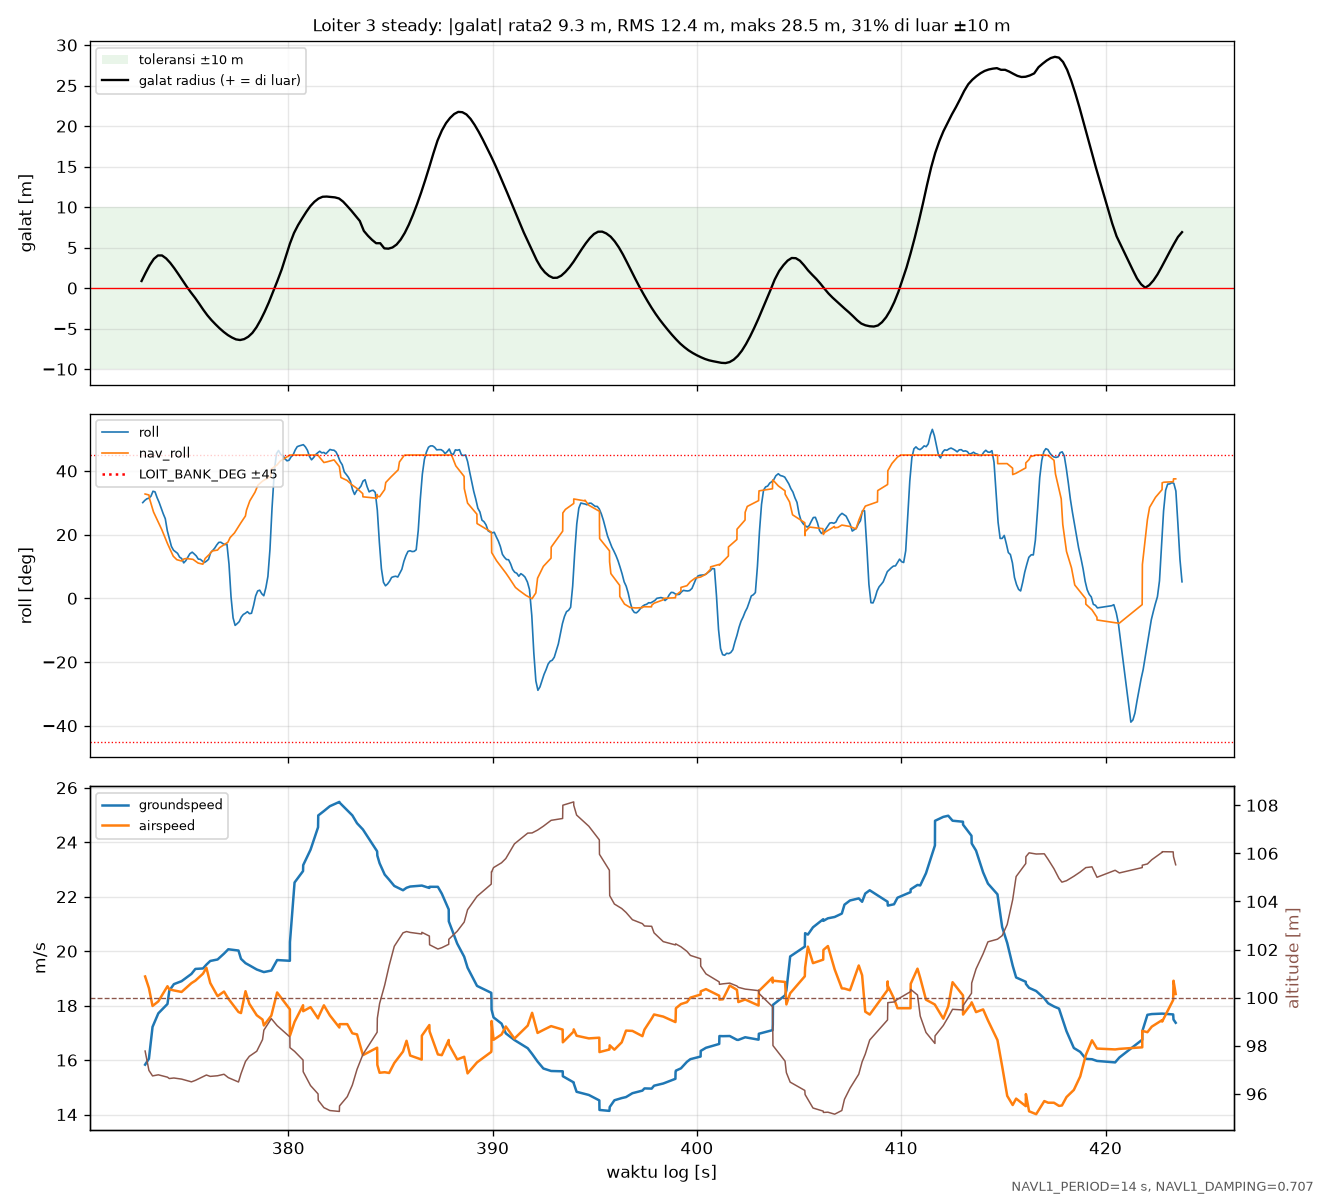 Loiter 3 steady: |galat| rata2 9.3 m, RMS 12.4 m, maks 28.5 m, 31% di luar ±10 m
30
25
20
15
10
5
0
−5
−10
galat [m]
toleransi ±10 m
galat radius (+ = di luar)
40
20
0
−20
−40
roll [deg]
roll
nav_roll
LOIT_BANK_DEG ±45
26
24
22
20
18
16
14
m/s
groundspeed
airspeed
108
106
104
102
100
98
96
altitude [m]
380
390
400
410
420
waktu log [s]
NAVL1_PERIOD=14 s, NAVL1_DAMPING=0.707